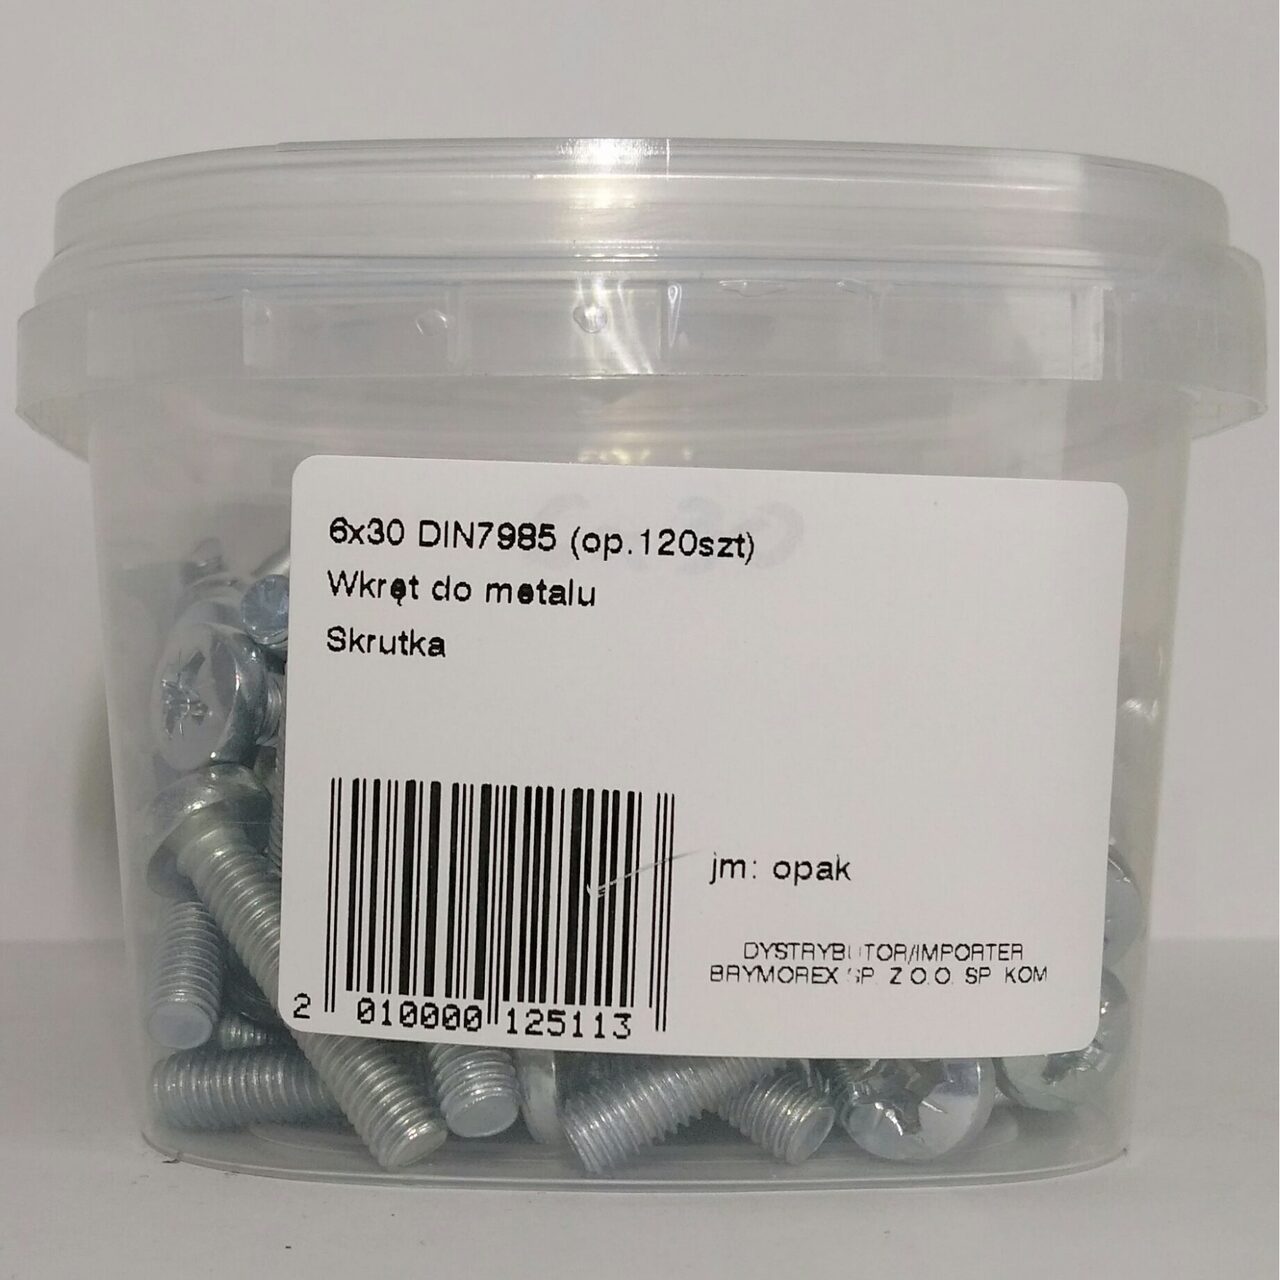 6x30 DIN7985 (op.120szt)
Wkręt do metalu
Skrutka
jm: opak
DYSTRYBUTOR/IMPORTER
BRYMOREX SP. Z O.O. SP. KOM
2 010000 125113